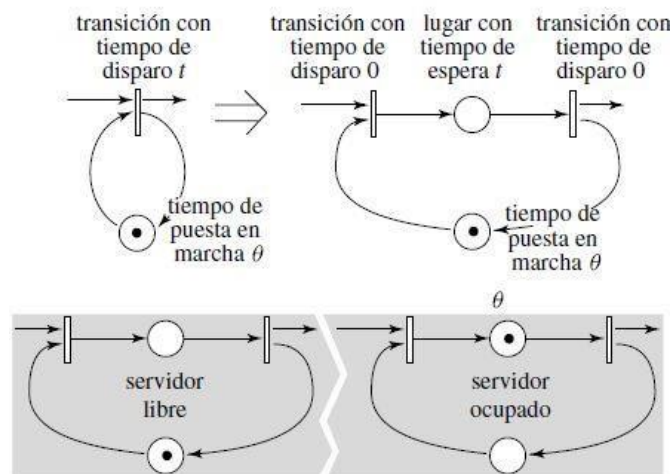 transición con
tiempo de
disparo t
transición con
tiempo de
disparo 0
lugar con
tiempo de
espera t
transición con
tiempo de
disparo 0
tiempo de
puesta en
marcha θ
tiempo de
puesta en
marcha θ
θ
servidor
libre
servidor
ocupado